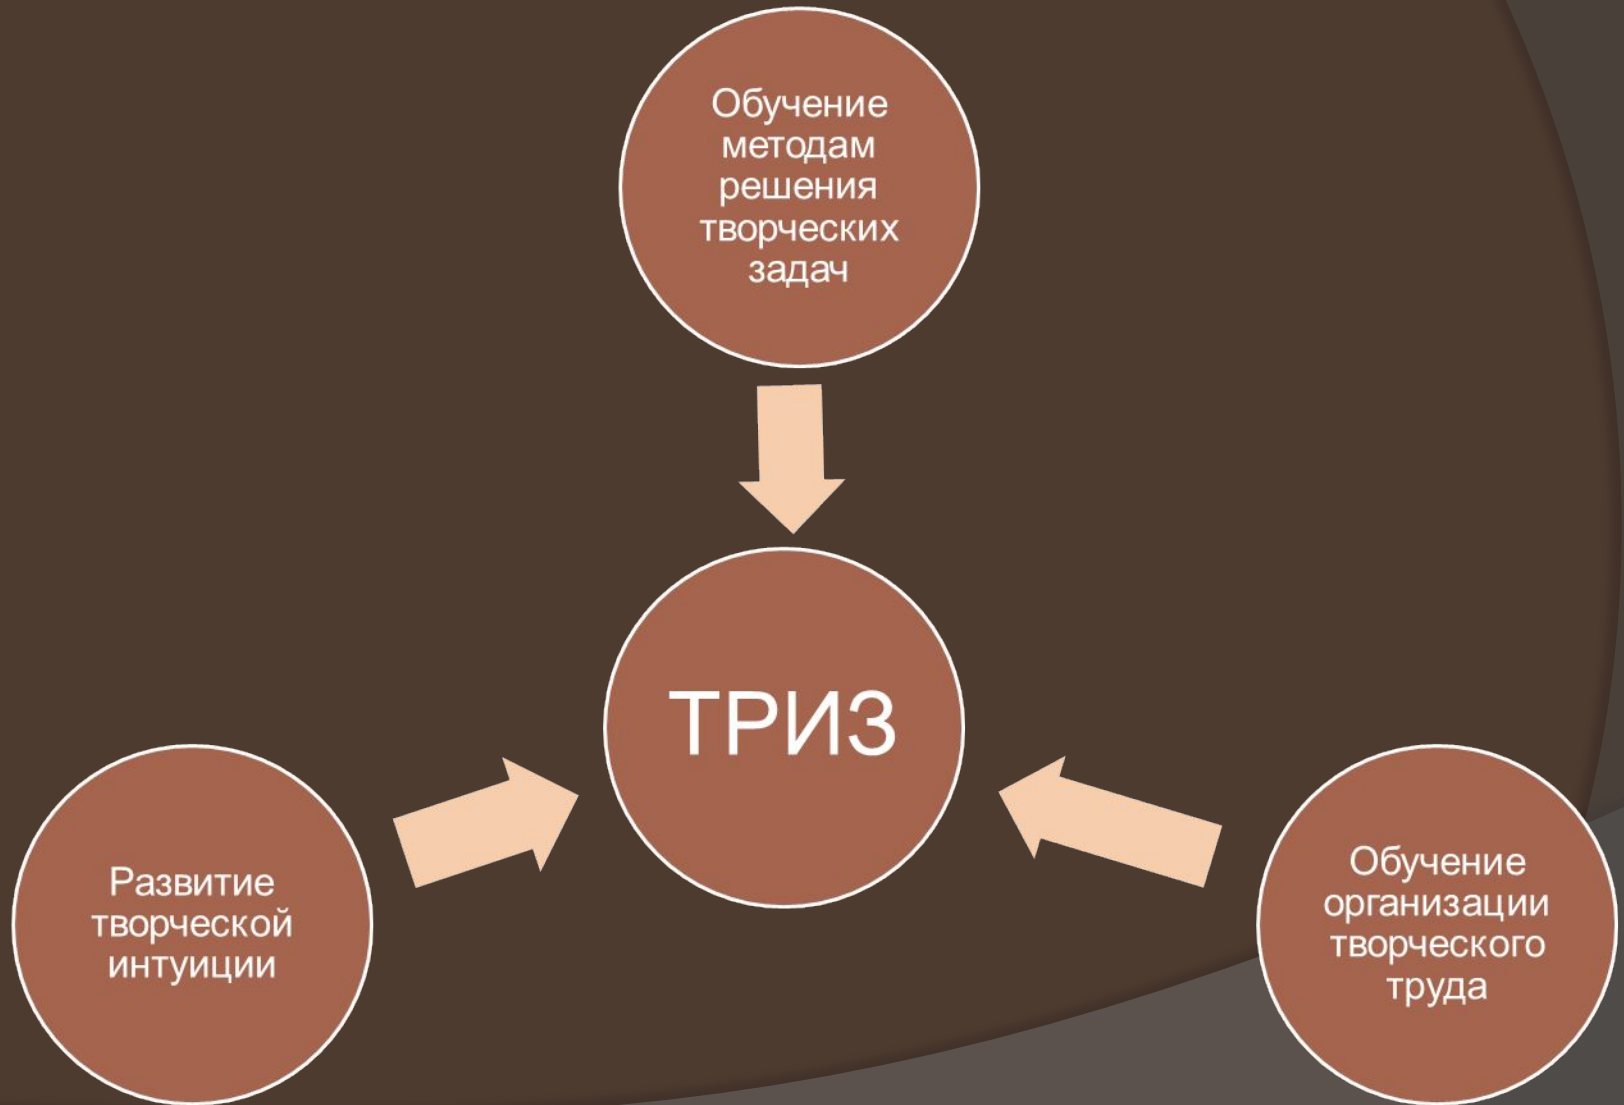 Обучение
методам
решения
творческих
задач
ТРИЗ
Развитие
творческой
интуиции
Обучение
организации
творческого
труда